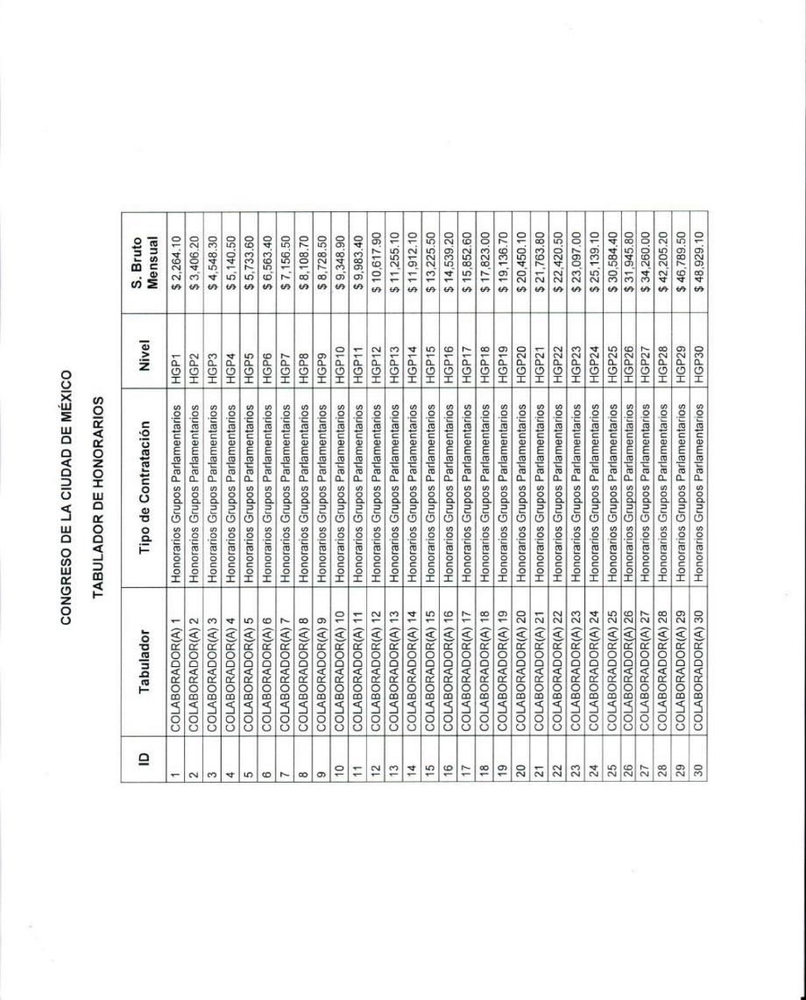 CONGRESO DE LA CIUDAD DE MÉXICO
TABULADOR DE HONORARIOS
ID Tabulador Tipo de Contratación Nivel S. Bruto Mensual
1 COLABORADOR(A) 1 Honorarios Grupos Parlamentarios HGP1 $ 2,264.10
2 COLABORADOR(A) 2 Honorarios Grupos Parlamentarios HGP2 $ 3,406.20
3 COLABORADOR(A) 3 Honorarios Grupos Parlamentarios HGP3 $ 4,548.30
4 COLABORADOR(A) 4 Honorarios Grupos Parlamentarios HGP4 $ 5,140.50
5 COLABORADOR(A) 5 Honorarios Grupos Parlamentarios HGP5 $ 5,733.60
6 COLABORADOR(A) 6 Honorarios Grupos Parlamentarios HGP6 $ 6,563.40
7 COLABORADOR(A) 7 Honorarios Grupos Parlamentarios HGP7 $ 7,156.50
8 COLABORADOR(A) 8 Honorarios Grupos Parlamentarios HGP8 $ 8,108.70
9 COLABORADOR(A) 9 Honorarios Grupos Parlamentarios HGP9 $ 8,728.50
10 COLABORADOR(A) 10 Honorarios Grupos Parlamentarios HGP10 $ 9,348.90
11 COLABORADOR(A) 11 Honorarios Grupos Parlamentarios HGP11 $ 9,983.40
12 COLABORADOR(A) 12 Honorarios Grupos Parlamentarios HGP12 $ 10,617.90
13 COLABORADOR(A) 13 Honorarios Grupos Parlamentarios HGP13 $ 11,255.10
14 COLABORADOR(A) 14 Honorarios Grupos Parlamentarios HGP14 $ 11,912.10
15 COLABORADOR(A) 15 Honorarios Grupos Parlamentarios HGP15 $ 13,225.50
16 COLABORADOR(A) 16 Honorarios Grupos Parlamentarios HGP16 $ 14,539.20
17 COLABORADOR(A) 17 Honorarios Grupos Parlamentarios HGP17 $ 15,852.60
18 COLABORADOR(A) 18 Honorarios Grupos Parlamentarios HGP18 $ 17,823.00
19 COLABORADOR(A) 19 Honorarios Grupos Parlamentarios HGP19 $ 19,136.70
20 COLABORADOR(A) 20 Honorarios Grupos Parlamentarios HGP20 $ 20,450.10
21 COLABORADOR(A) 21 Honorarios Grupos Parlamentarios HGP21 $ 21,763.80
22 COLABORADOR(A) 22 Honorarios Grupos Parlamentarios HGP22 $ 22,420.50
23 COLABORADOR(A) 23 Honorarios Grupos Parlamentarios HGP23 $ 23,097.00
24 COLABORADOR(A) 24 Honorarios Grupos Parlamentarios HGP24 $ 25,139.10
25 COLABORADOR(A) 25 Honorarios Grupos Parlamentarios HGP25 $ 30,584.40
26 COLABORADOR(A) 26 Honorarios Grupos Parlamentarios HGP26 $ 31,945.80
27 COLABORADOR(A) 27 Honorarios Grupos Parlamentarios HGP27 $ 34,260.00
28 COLABORADOR(A) 28 Honorarios Grupos Parlamentarios HGP28 $ 42,205.20
29 COLABORADOR(A) 29 Honorarios Grupos Parlamentarios HGP29 $ 46,789.50
30 COLABORADOR(A) 30 Honorarios Grupos Parlamentarios HGP30 $ 48,929.10